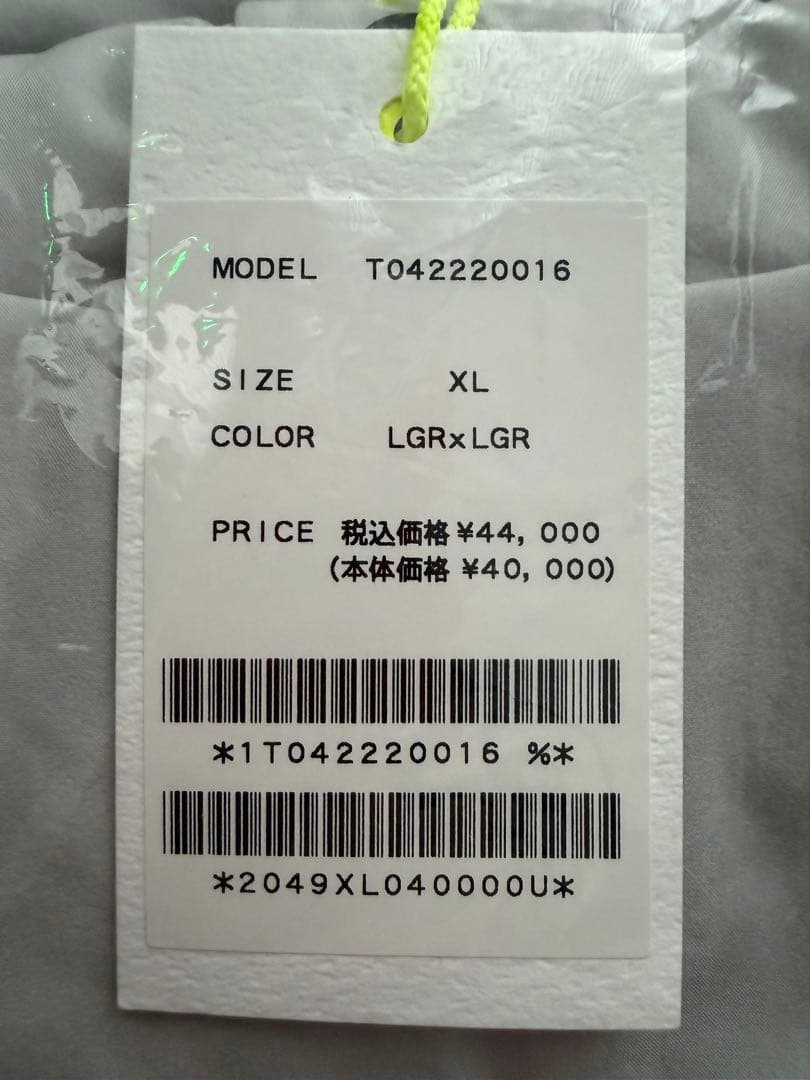 MODEL T042220016
SIZE XL
COLOR LGRxLGR
PRICE 税込価格 ¥44,000
(本体価格 ¥40,000)
*1T042220016 %*
*2049XL040000U*